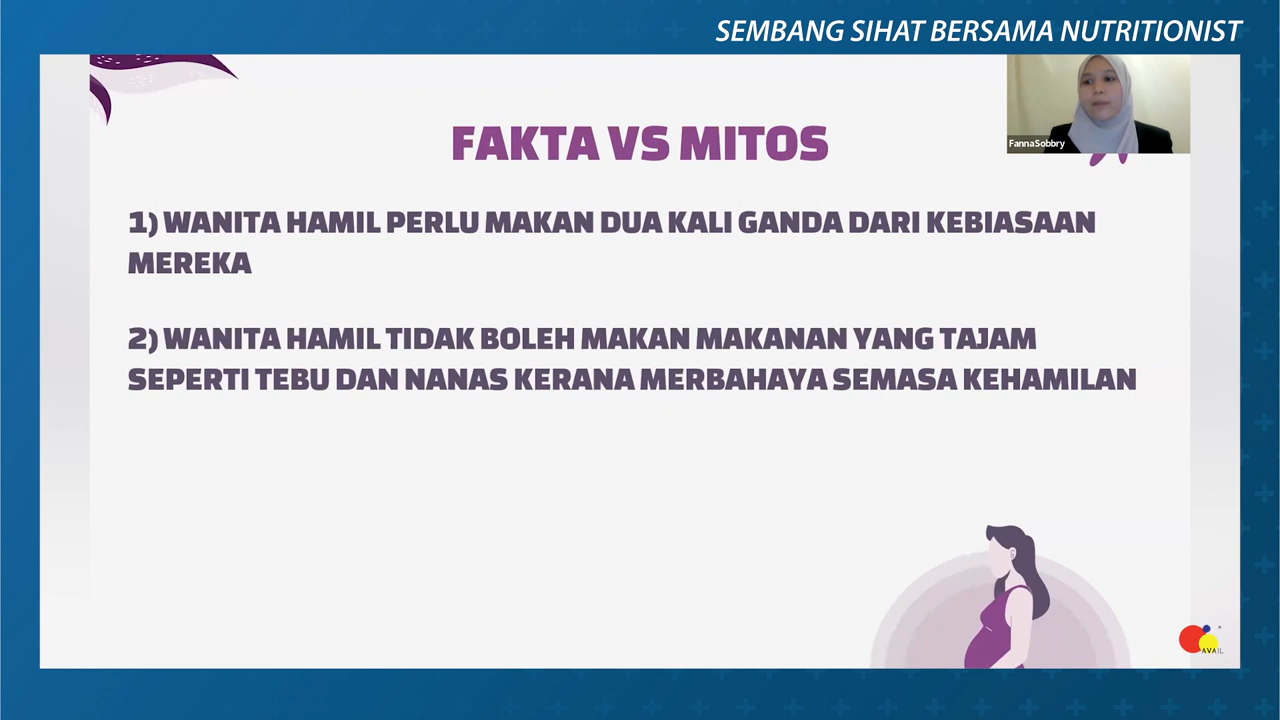 SEMBANG SIHAT BERSAMA NUTRITIONIST
FannaSobbry
FAKTA VS MITOS
1) WANITA HAMIL PERLU MAKAN DUA KALI GANDA DARI KEBIASAAN
MEREKA
2) WANITA HAMIL TIDAK BOLEH MAKAN MAKANAN YANG TAJAM
SEPERTI TEBU DAN NANAS KERANA MERBAHAYA SEMASA KEHAMILAN
AVAIL